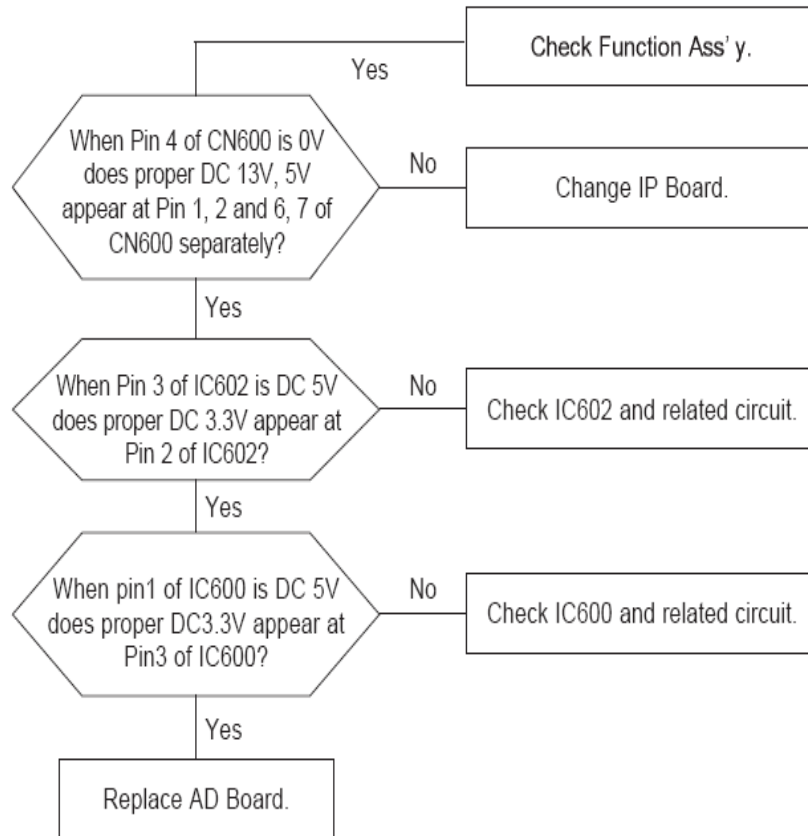 Check Function Ass' y.
Yes
When Pin 4 of CN600 is 0V
does proper DC 13V, 5V
appear at Pin 1, 2 and 6, 7 of
CN600 separately?
No
Change IP Board.
Yes
When Pin 3 of IC602 is DC 5V
does proper DC 3.3V appear at
Pin 2 of IC602?
No
Check IC602 and related circuit.
Yes
When pin1 of IC600 is DC 5V
does proper DC3.3V appear at
Pin3 of IC600?
No
Check IC600 and related circuit.
Yes
Replace AD Board.